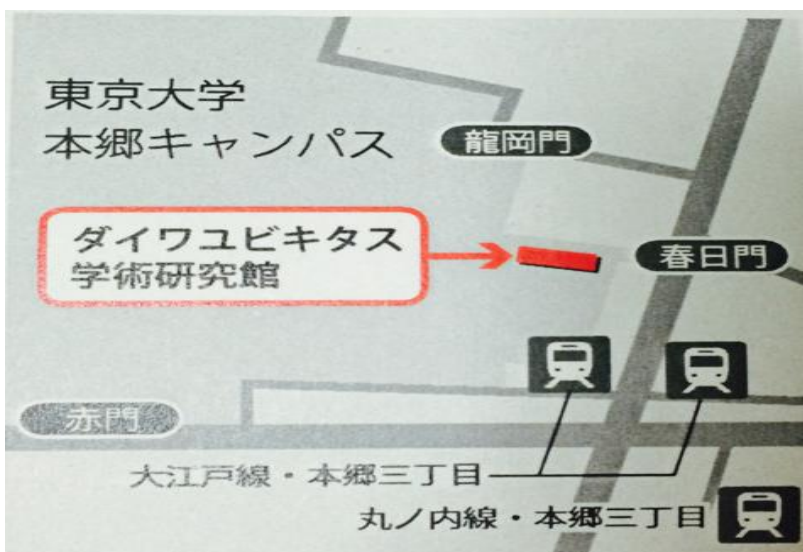 東京大学
本郷キャンパス
龍岡門
ダイワユビキタス
学術研究館
春日門
赤門
大江戸線・本郷三丁目
丸ノ内線・本郷三丁目